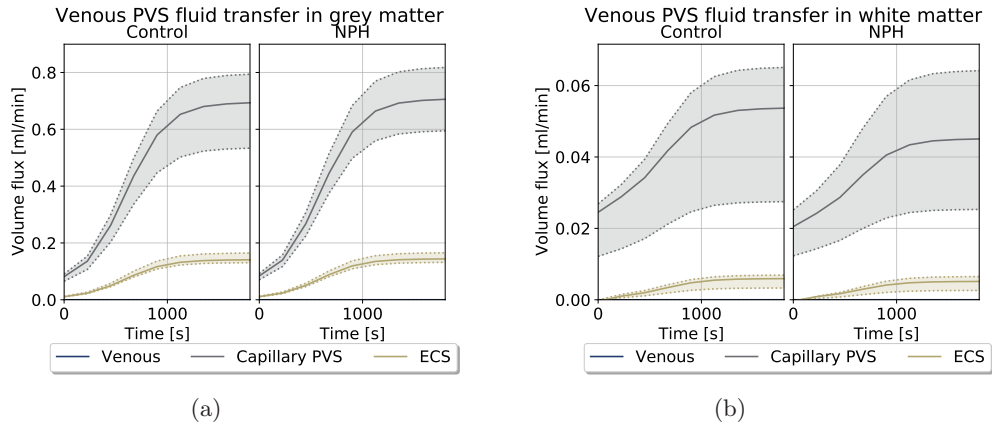 Venous PVS fluid transfer in grey matter
Control NPH
Volume flux [ml/min]
0.8
0.6
0.4
0.2
0.0
0 1000 0 1000
Time [s] Time [s]
Venous Capillary PVS ECS
(a)
Venous PVS fluid transfer in white matter
Control NPH
Volume flux [ml/min]
0.06
0.04
0.02
0.00
0 1000 0 1000
Time [s] Time [s]
Venous Capillary PVS ECS
(b)